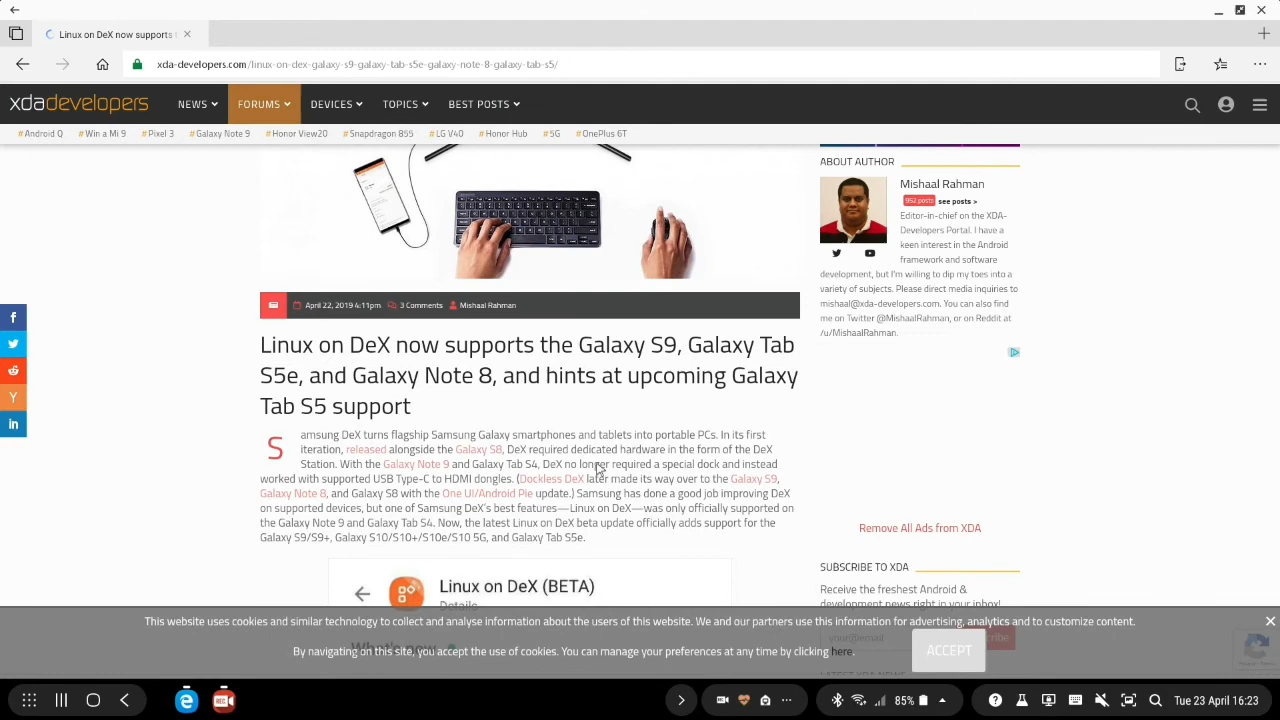 Linux on DeX now supports t
xda-developers.com/linux-on-dex-galaxy-s9-galaxy-tab-s5e-galaxy-note-8-galaxy-tab-s5/
xdadevelopers NEWS FORUMS DEVICES TOPICS BEST POSTS
#Android Q #Win a Mi 9 #Pixel 3 #Galaxy Note 9 #Honor View20 #Snapdragon 855 #LG V40 #Honor Hub #5G #OnePlus 6T
April 22, 2019 4:11pm 3 Comments Mishaal Rahman
Linux on DeX now supports the Galaxy S9, Galaxy Tab
S5e, and Galaxy Note 8, and hints at upcoming Galaxy
Tab S5 support
Samsung DeX turns flagship Samsung Galaxy smartphones and tablets into portable PCs. In its first
iteration, released alongside the Galaxy S8, DeX required dedicated hardware in the form of the DeX
Station. With the Galaxy Note 9 and Galaxy Tab S4, DeX no longer required a special dock and instead
worked with supported USB Type-C to HDMI dongles. (Dockless DeX later made its way over to the Galaxy S9,
Galaxy Note 8, and Galaxy S8 with the One UI/Android Pie update.) Samsung has done a good job improving DeX
on supported devices, but one of Samsung DeX's best features—Linux on DeX—was only officially supported on
the Galaxy Note 9 and Galaxy Tab S4. Now, the latest Linux on DeX beta update officially adds support for the
Galaxy S9/S9+, Galaxy S10/S10+/S10e/S10 5G, and Galaxy Tab S5e.
Linux on DeX (BETA)
Details
What's new
ABOUT AUTHOR
Mishaal Rahman
952 posts see posts >
Editor-in-chief on the XDA-
Developers Portal. I have a
keen interest in the Android
framework and software
development, but I'm willing to dip my toes into a
variety of subjects. Please direct media inquiries to
mishaal@xda-developers.com. You can also find
me on Twitter @MishaalRahman, or on Reddit at
/u/MishaalRahman.
Remove All Ads from XDA
SUBSCRIBE TO XDA
Receive the freshest Android &
development news right in your inbox!
your@email
This website uses cookies and similar technology to collect and analyse information about the users of this website. We and our partners use this information for advertising, analytics and to customize content.
By navigating on this site, you accept the use of cookies. You can manage your preferences at any time by clicking here.
ACCEPT
REC 85% Tue 23 April 16:23